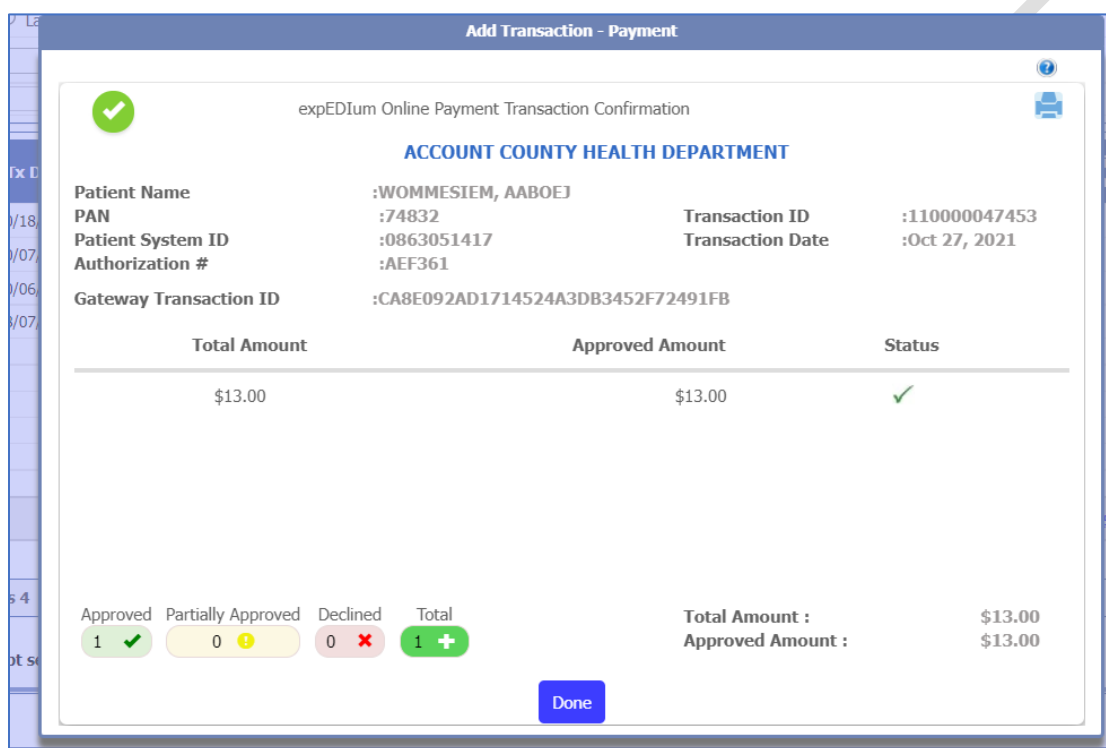 Add Transaction - Payment
expEDIum Online Payment Transaction Confirmation
ACCOUNT COUNTY HEALTH DEPARTMENT
Patient Name :WOMMESIEM, AABOEJ
PAN :74832 Transaction ID :110000047453
Patient System ID :0863051417 Transaction Date :Oct 27, 2021
Authorization # :AEF361
Gateway Transaction ID :CA8E092AD1714524A3DB3452F72491FB
Total Amount Approved Amount Status
$13.00 $13.00
Approved Partially Approved Declined Total
1 0 0 1
Total Amount : $13.00
Approved Amount : $13.00
Done